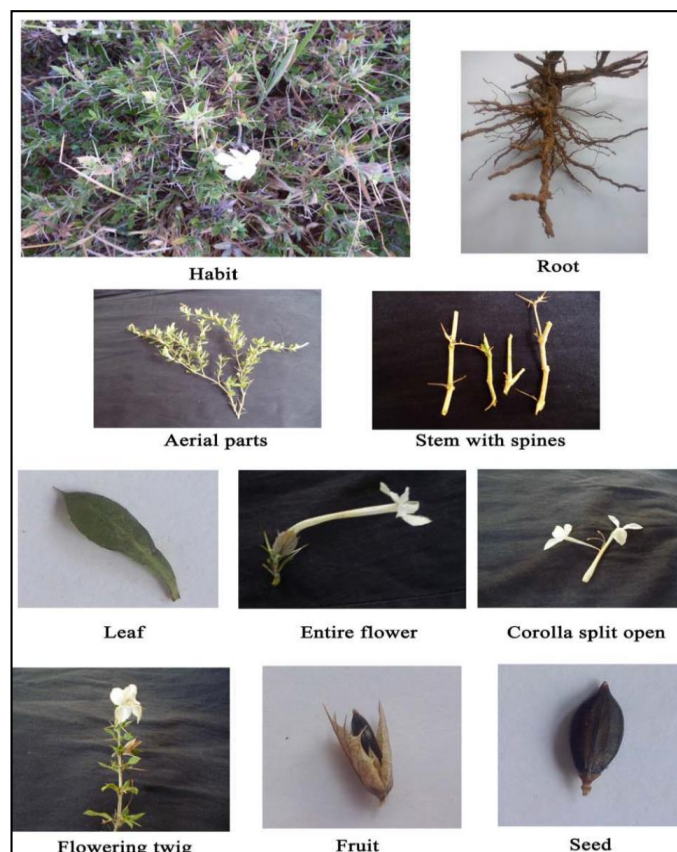 Habit
Root
Aerial parts
Stem with spines
Leaf
Entire flower
Corolla split open
Flowering twig
Fruit
Seed